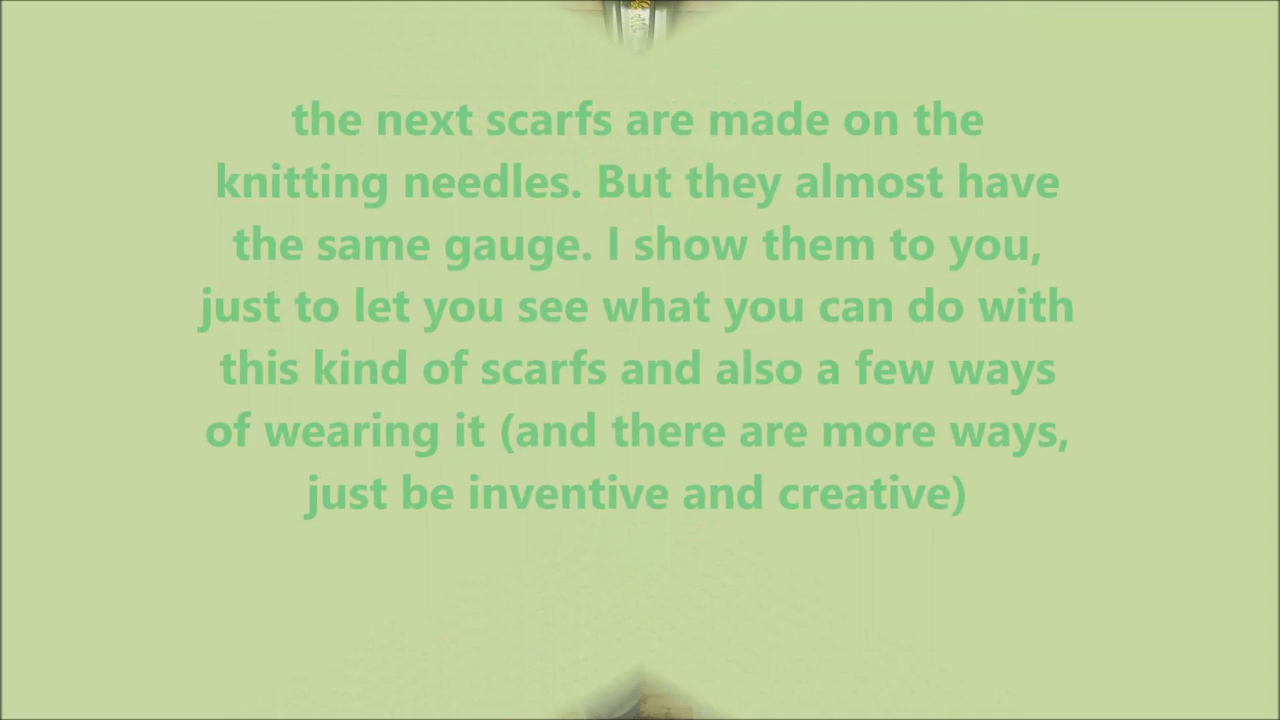 the next scarfs are made on the
knitting needles. But they almost have
the same gauge. I show them to you,
just to let you see what you can do with
this kind of scarfs and also a few ways
of wearing it (and there are more ways,
just be inventive and creative)